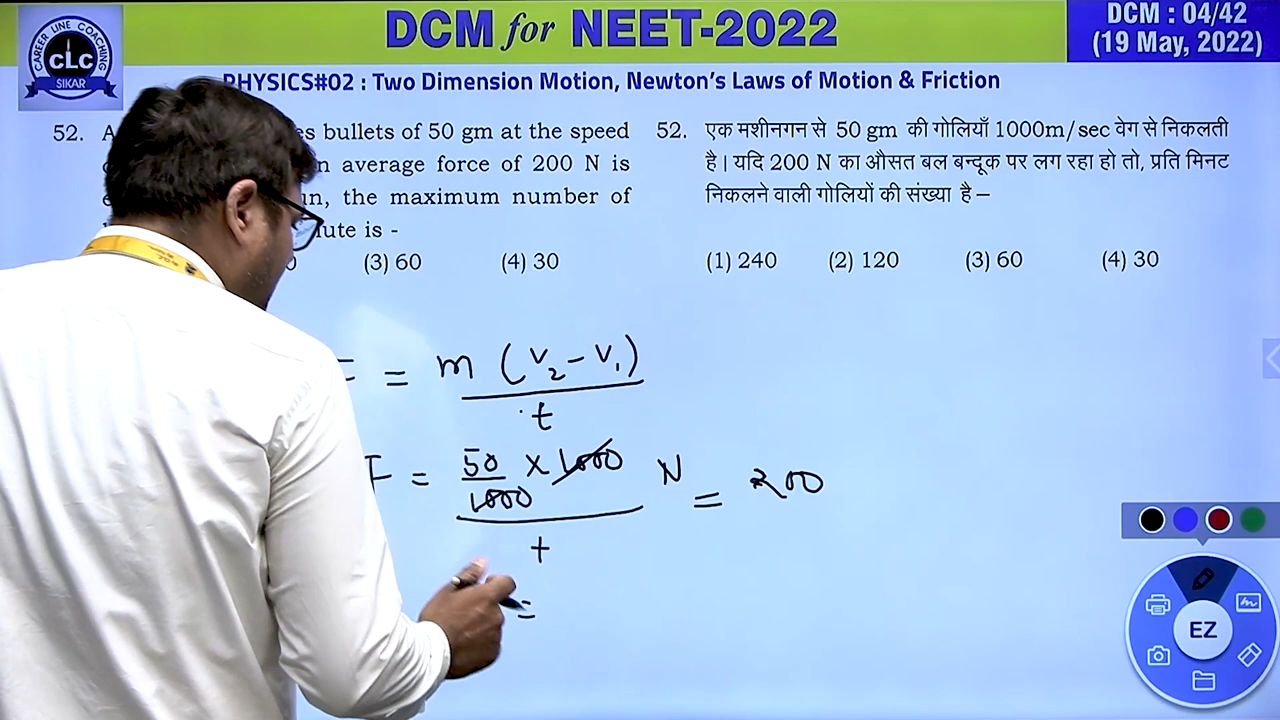 DCM for NEET-2022
DCM : 04/42
(19 May, 2022)
CAREER LINE COACHING
CLC
SIKAR
PHYSICS#02 : Two Dimension Motion, Newton's Laws of Motion & Friction
52. A es bullets of 50 gm at the speed
n average force of 200 N is
n, the maximum number of
ute is -
0 (3) 60 (4) 30
52. एक मशीनगन से 50 gm की गोलियाँ 1000m/sec वेग से निकलती
है। यदि 200 N का औसत बल बन्दूक पर लग रहा हो तो, प्रति मिनट
निकलने वाली गोलियों की संख्या है –
(1) 240 (2) 120 (3) 60 (4) 30
= m (v₂ - v₁)
t
F = 50 × 1000 N = 200
1000
t
=
EZ